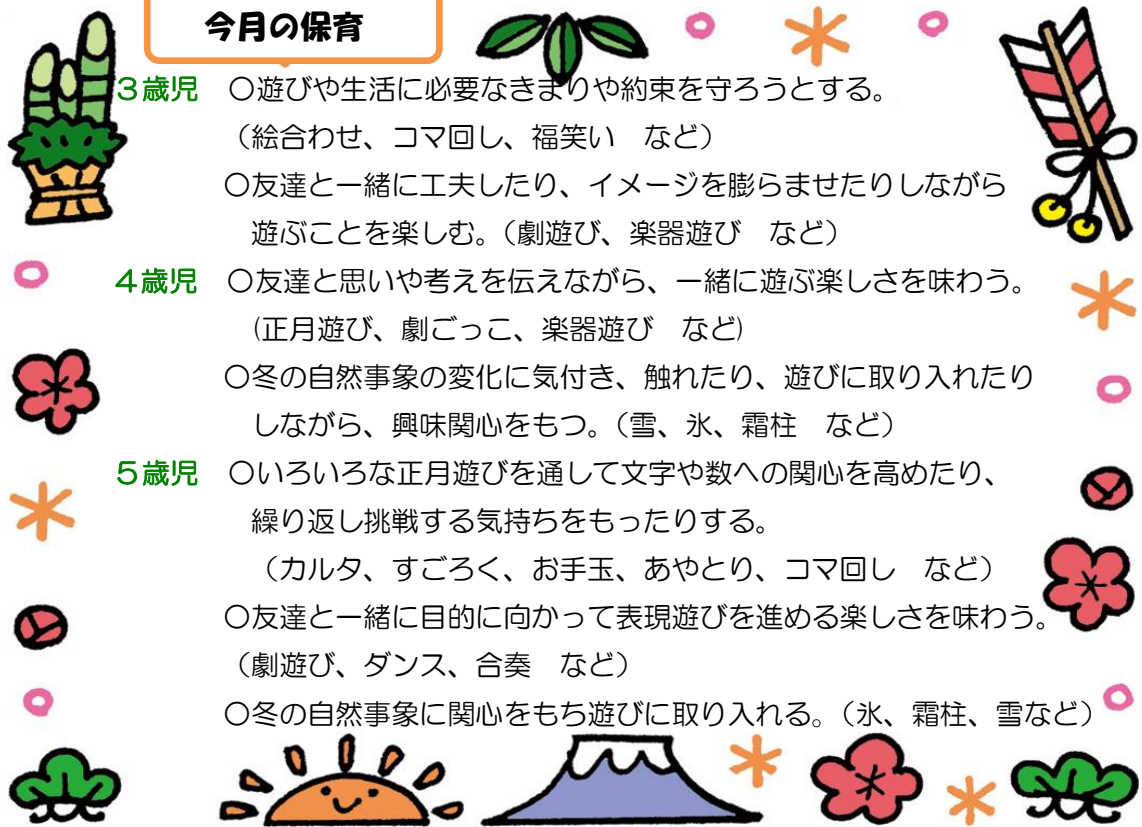 今月の保育
３歳児　〇遊びや生活に必要なきまりや約束を守ろうとする。
（絵合わせ、コマ回し、福笑い　など）
〇友達と一緒に工夫したり、イメージを膨らませたりしながら
遊ぶことを楽しむ。（劇遊び、楽器遊び　など）
４歳児　〇友達と思いや考えを伝えながら、一緒に遊ぶ楽しさを味わう。
(正月遊び、劇ごっこ、楽器遊び　など)
〇冬の自然事象の変化に気付き、触れたり、遊びに取り入れたり
しながら、興味関心をもつ。（雪、氷、霜柱　など）
５歳児　〇いろいろな正月遊びを通して文字や数への関心を高めたり、
繰り返し挑戦する気持ちをもったりする。
（カルタ、すごろく、お手玉、あやとり、コマ回し　など）
〇友達と一緒に目的に向かって表現遊びを進める楽しさを味わう。
（劇遊び、ダンス、合奏　など）
〇冬の自然事象に関心をもち遊びに取り入れる。（氷、霜柱、雪など）